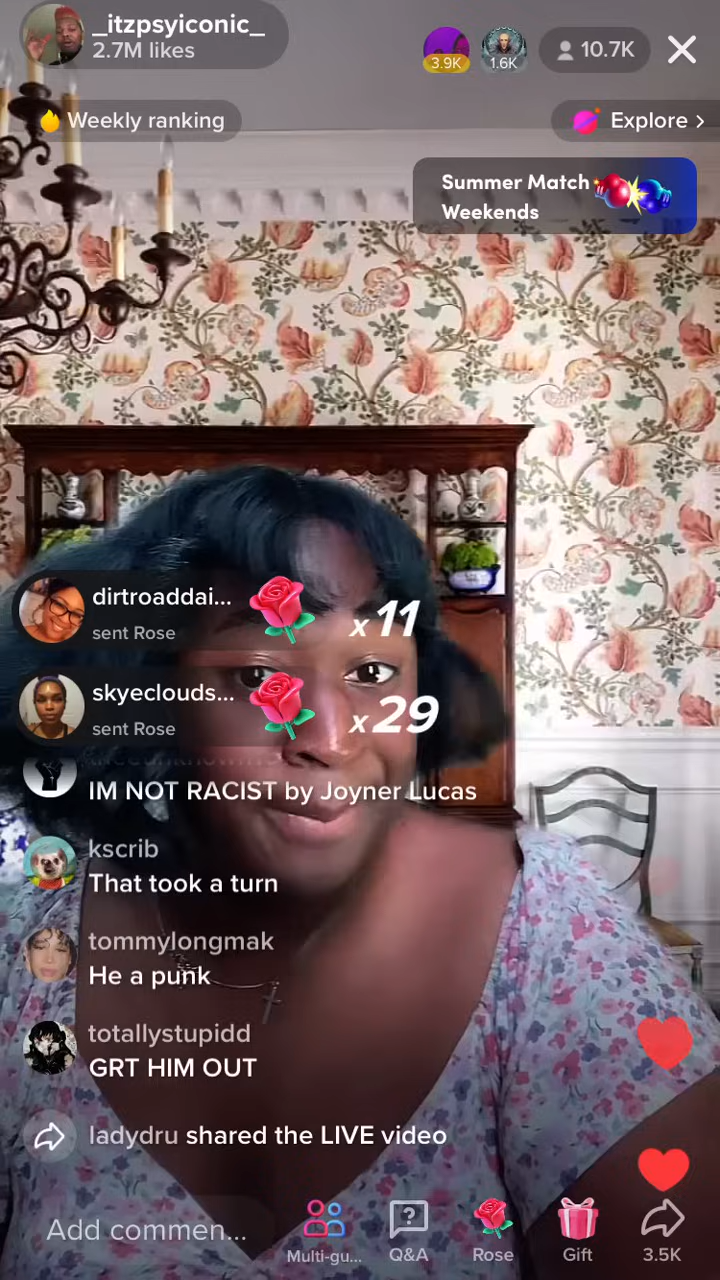 _itzpsyiconic_
2.7M likes
3.9K
1.6K
10.7K
Weekly ranking
Explore >
Summer Match
Weekends
dirtroaddai...
sent Rose
x11
skyeclouds...
sent Rose
x29
IM NOT RACIST by Joyner Lucas
kscrib
That took a turn
tommylongmak
He a punk
totallystupidd
GRT HIM OUT
ladydru shared the LIVE video
Add commen...
Multi-gu...
Q&A
Rose
Gift
3.5K